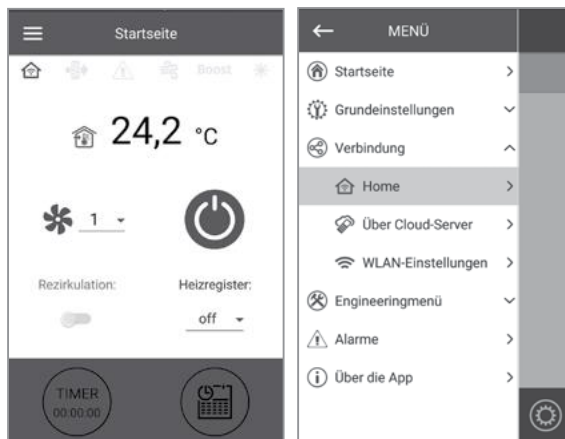 Startseite
Boost
24,2 °C
1
Rezirkulation:
Heizregister:
off
TIMER
00:00:00
MENÜ
Startseite
Grundeinstellungen
Verbindung
Home
Über Cloud-Server
WLAN-Einstellungen
Engineeringmenü
Alarme
Über die App